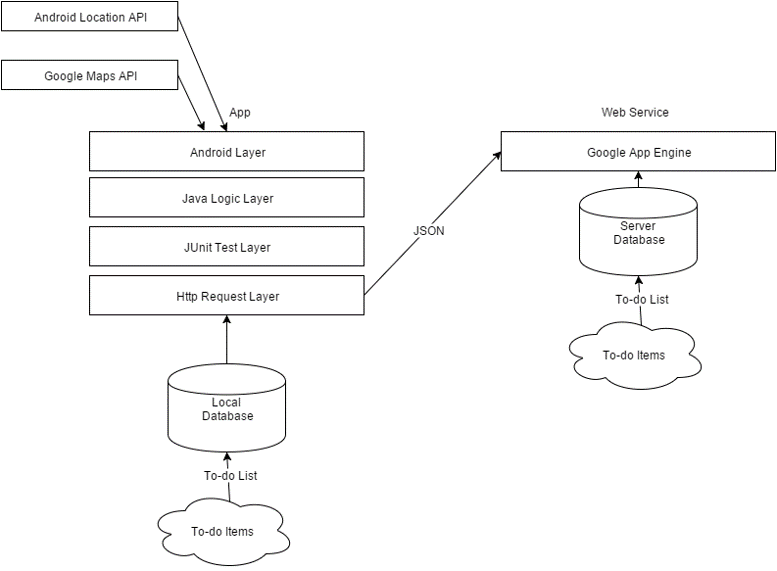 Android Location API
Google Maps API
App
Web Service
Android Layer
Google App Engine
Java Logic Layer
JUnit Test Layer
Http Request Layer
JSON
Server
Database
To-do List
To-do Items
Local
Database
To-do List
To-do Items